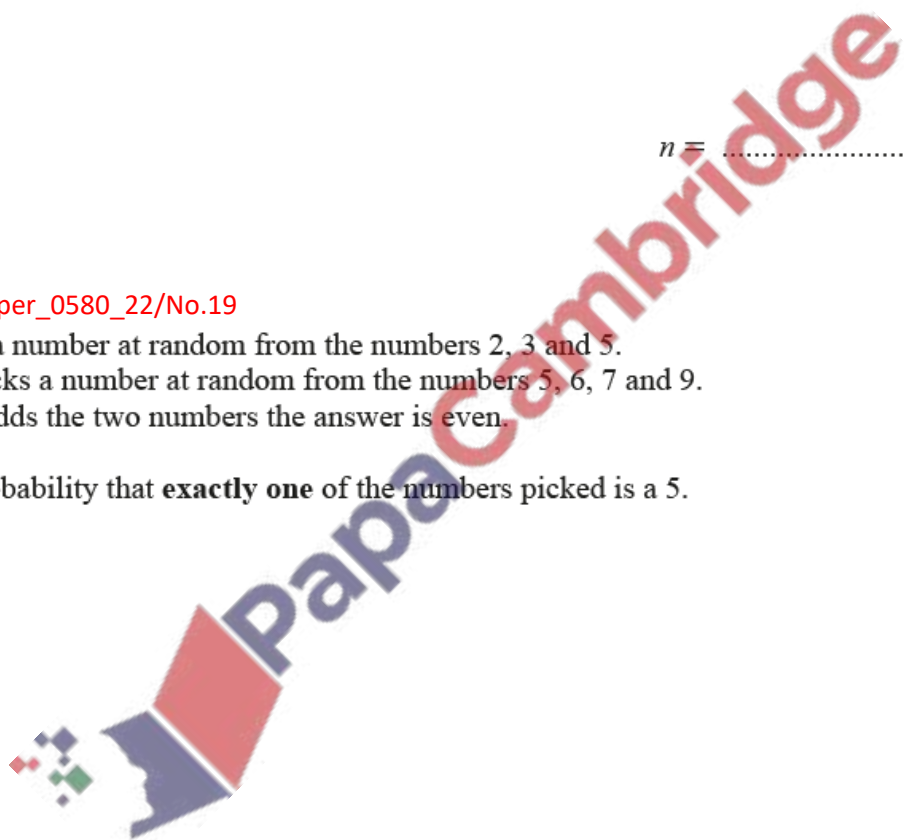 n = ........................
per_0580_22/No.19
number at random from the numbers 2, 3 and 5.
cks a number at random from the numbers 5, 6, 7 and 9.
dds the two numbers the answer is even.
bability that exactly one of the numbers picked is a 5.
PapaCambridge